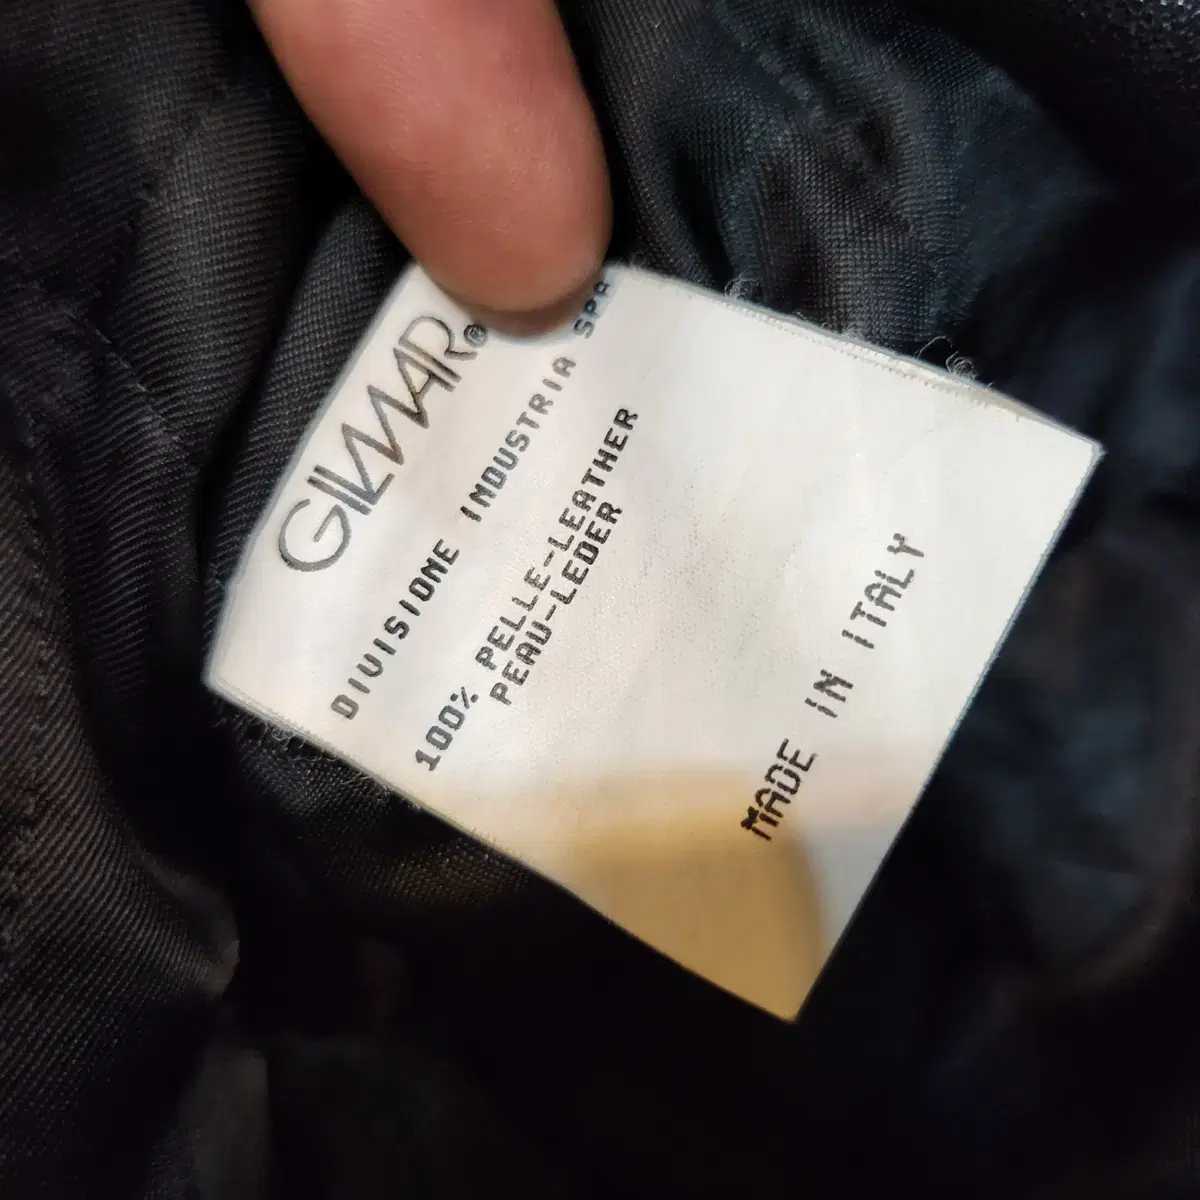 GILMAR®
DIVISIONE INDUSTRIA SPA
100% PELLE-LEATHER
PEAU-LEDER
MADE IN ITALY